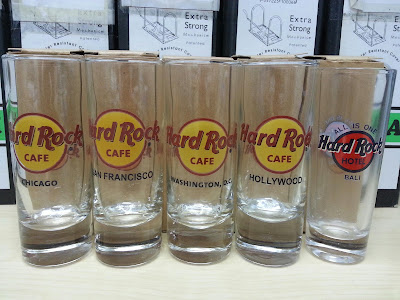 Extra
Strong
Mechanism
Extra
Strong
Hard Rock
CAFE
CHICAGO
Hard Rock
CAFE
SAN FRANCISCO
Hard Rock
CAFE
WASHINGTON, D.C.
Hard Rock
CAFE
HOLLYWOOD
ALL IS ONE
Hard Rock
HOTEL
BALI